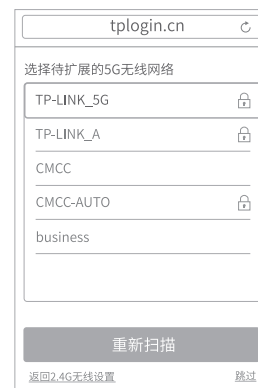 tplogin.cn
选择待扩展的5G无线网络
TP-LINK_5G
TP-LINK_A
CMCC
CMCC-AUTO
business
重新扫描
返回2.4G无线设置 跳过